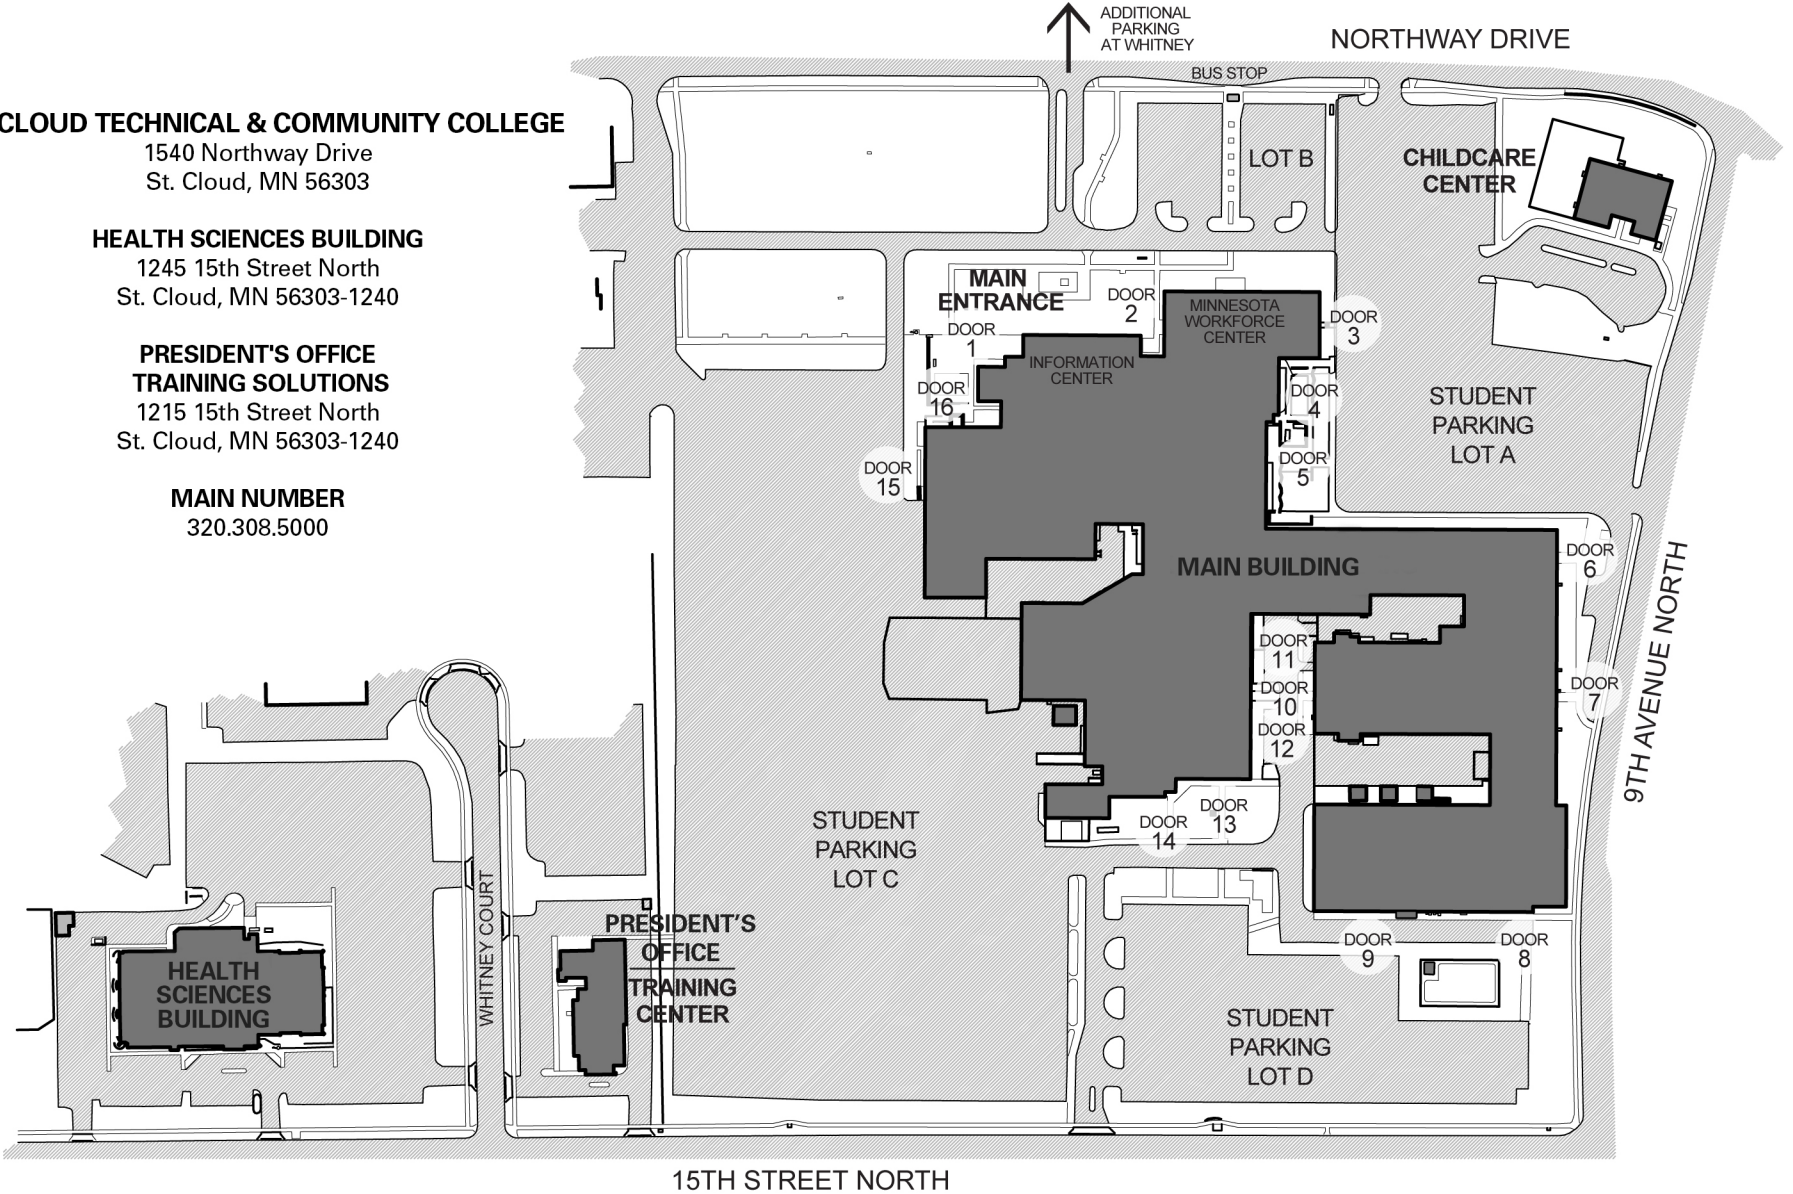 CLOUD TECHNICAL & COMMUNITY COLLEGE
1540 Northway Drive
St. Cloud, MN 56303
HEALTH SCIENCES BUILDING
1245 15th Street North
St. Cloud, MN 56303-1240
PRESIDENT'S OFFICE
TRAINING SOLUTIONS
1215 15th Street North
St. Cloud, MN 56303-1240
MAIN NUMBER
320.308.5000
ADDITIONAL
PARKING
AT WHITNEY
NORTHWAY DRIVE
BUS STOP
LOT B
CHILDCARE
CENTER
MAIN
ENTRANCE
DOOR
1
DOOR
2
MINNESOTA
WORKFORCE
CENTER
DOOR
3
INFORMATION
CENTER
DOOR
16
DOOR
4
STUDENT
PARKING
LOT A
DOOR
15
DOOR
5
MAIN BUILDING
DOOR
6
9TH AVENUE NORTH
DOOR
11
DOOR
10
DOOR
7
DOOR
12
STUDENT
PARKING
LOT C
DOOR
13
DOOR
14
WHITNEY COURT
PRESIDENT’S
OFFICE
TRAINING
CENTER
HEALTH
SCIENCES
BUILDING
DOOR
9
DOOR
8
STUDENT
PARKING
LOT D
15TH STREET NORTH